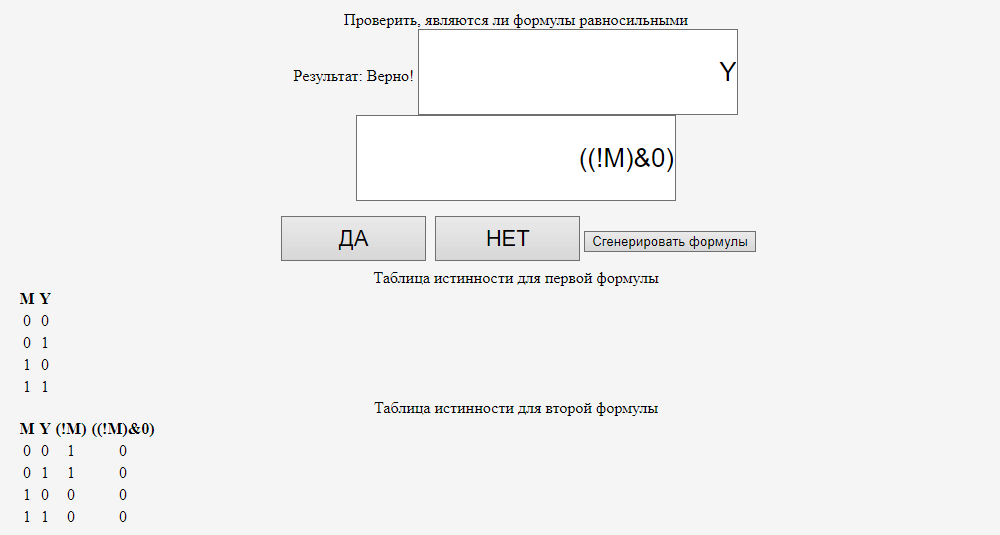 Проверить, являются ли формулы равносильными
Результат: Верно! Y
((!M)&0)
ДА НЕТ Сгенерировать формулы
Таблица истинности для первой формулы
M Y
0 0
0 1
1 0
1 1
Таблица истинности для второй формулы
M Y (!M) ((!M)&0)
0 0 1 0
0 1 1 0
1 0 0 0
1 1 0 0